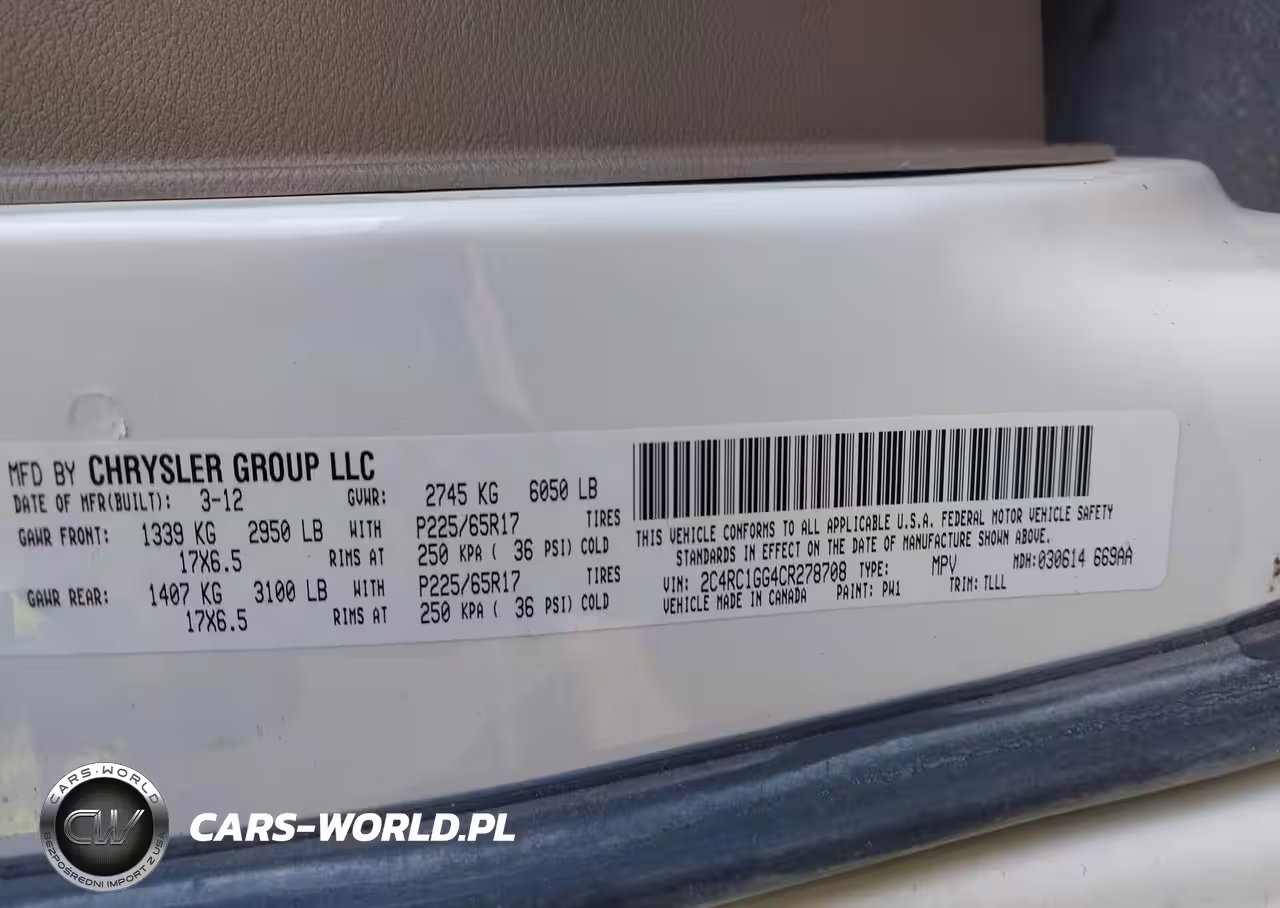 MFD BY CHRYSLER GROUP LLC
DATE OF MFR(BUILT): 3-12 GVWR: 2745 KG 6050 LB
GAWR FRONT: 1339 KG 2950 LB WITH P225/65R17 TIRES
17X6.5 RIMS AT 250 KPA ( 36 PSI) COLD
GAWR REAR: 1407 KG 3100 LB WITH P225/65R17 TIRES
17X6.5 RIMS AT 250 KPA ( 36 PSI) COLD
THIS VEHICLE CONFORMS TO ALL APPLICABLE U.S.A. FEDERAL MOTOR VEHICLE SAFETY
STANDARDS IN EFFECT ON THE DATE OF MANUFACTURE SHOWN ABOVE.
MDH:030614 669AA
VIN: 2C4RC1GG4CR278708 TYPE: MPV
VEHICLE MADE IN CANADA PAINT: PW1 TRIM: TLLL
CARS-WORLD
CW
BEZPOŚREDNI IMPORT Z USA
CARS-WORLD.PL